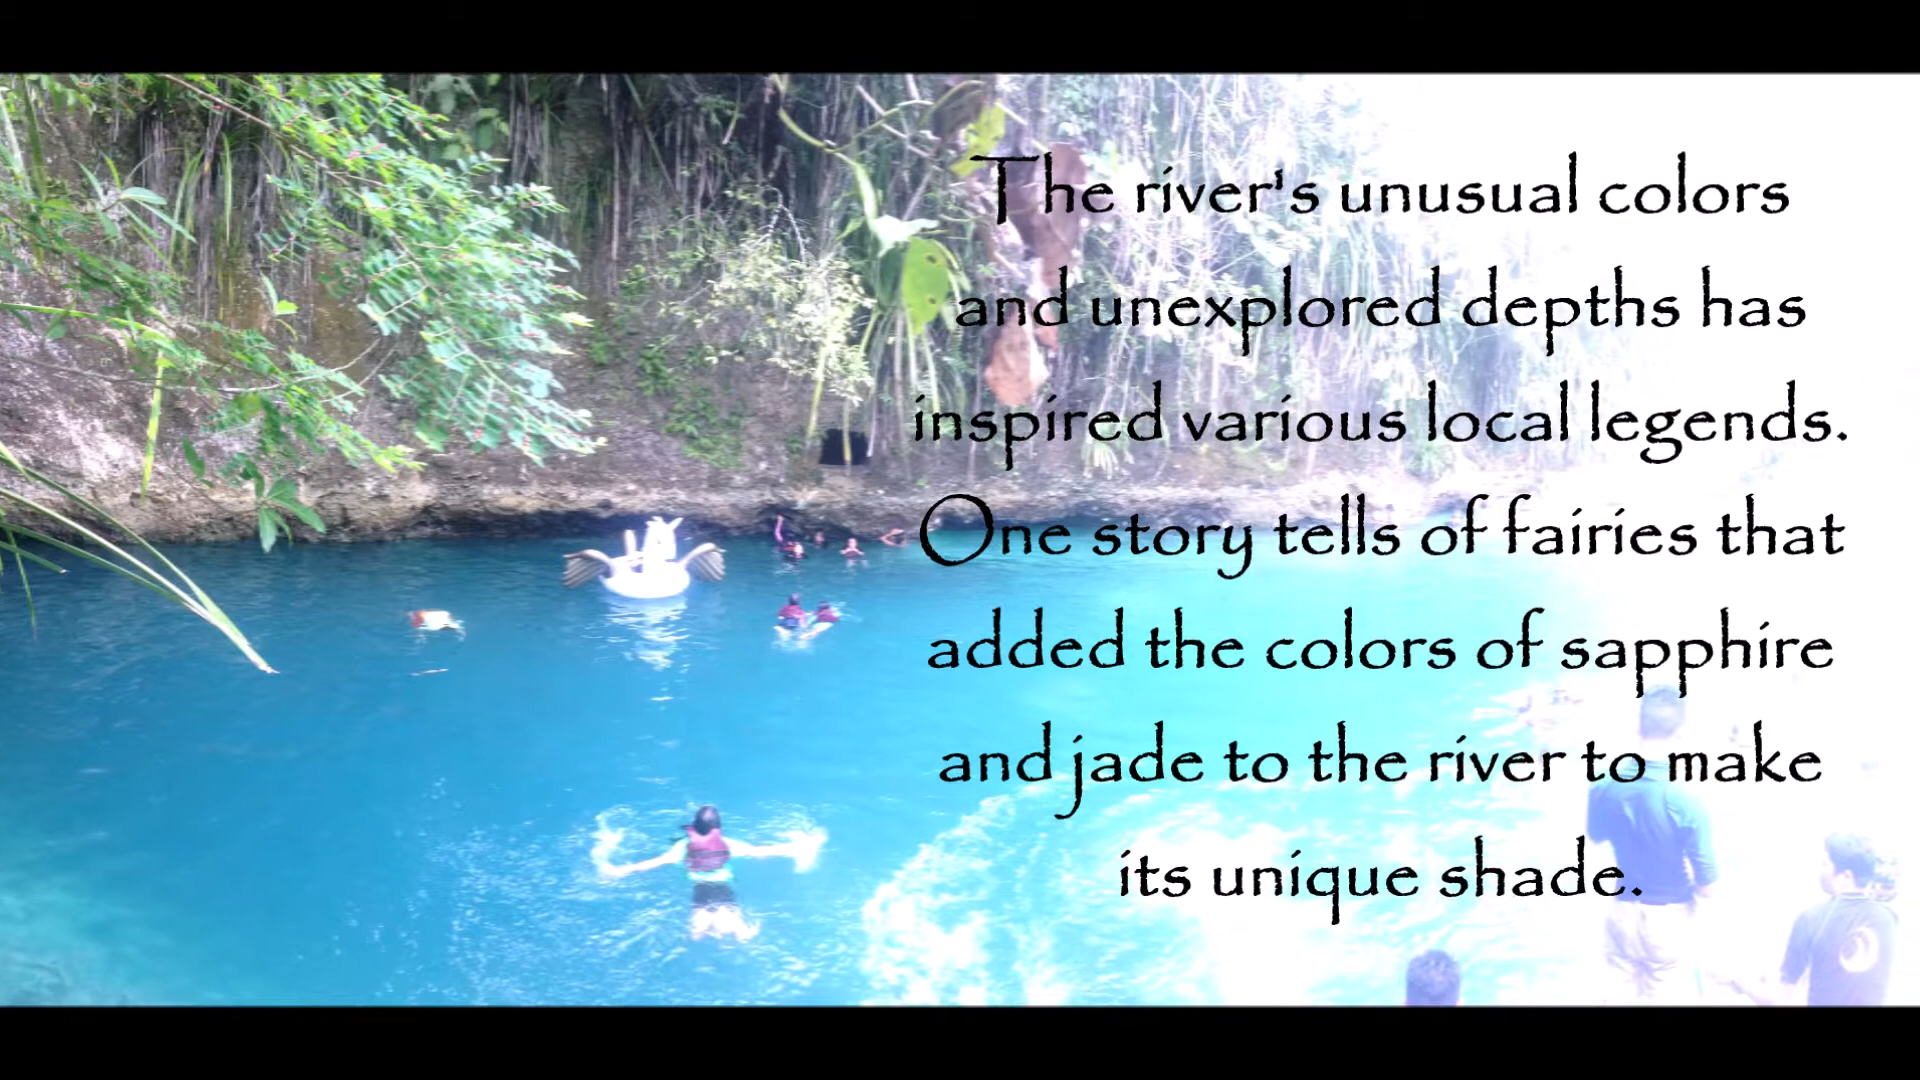 The river's unusual colors
and unexplored depths has
inspired various local legends.
One story tells of fairies that
added the colors of sapphire
and jade to the river to make
its unique shade.